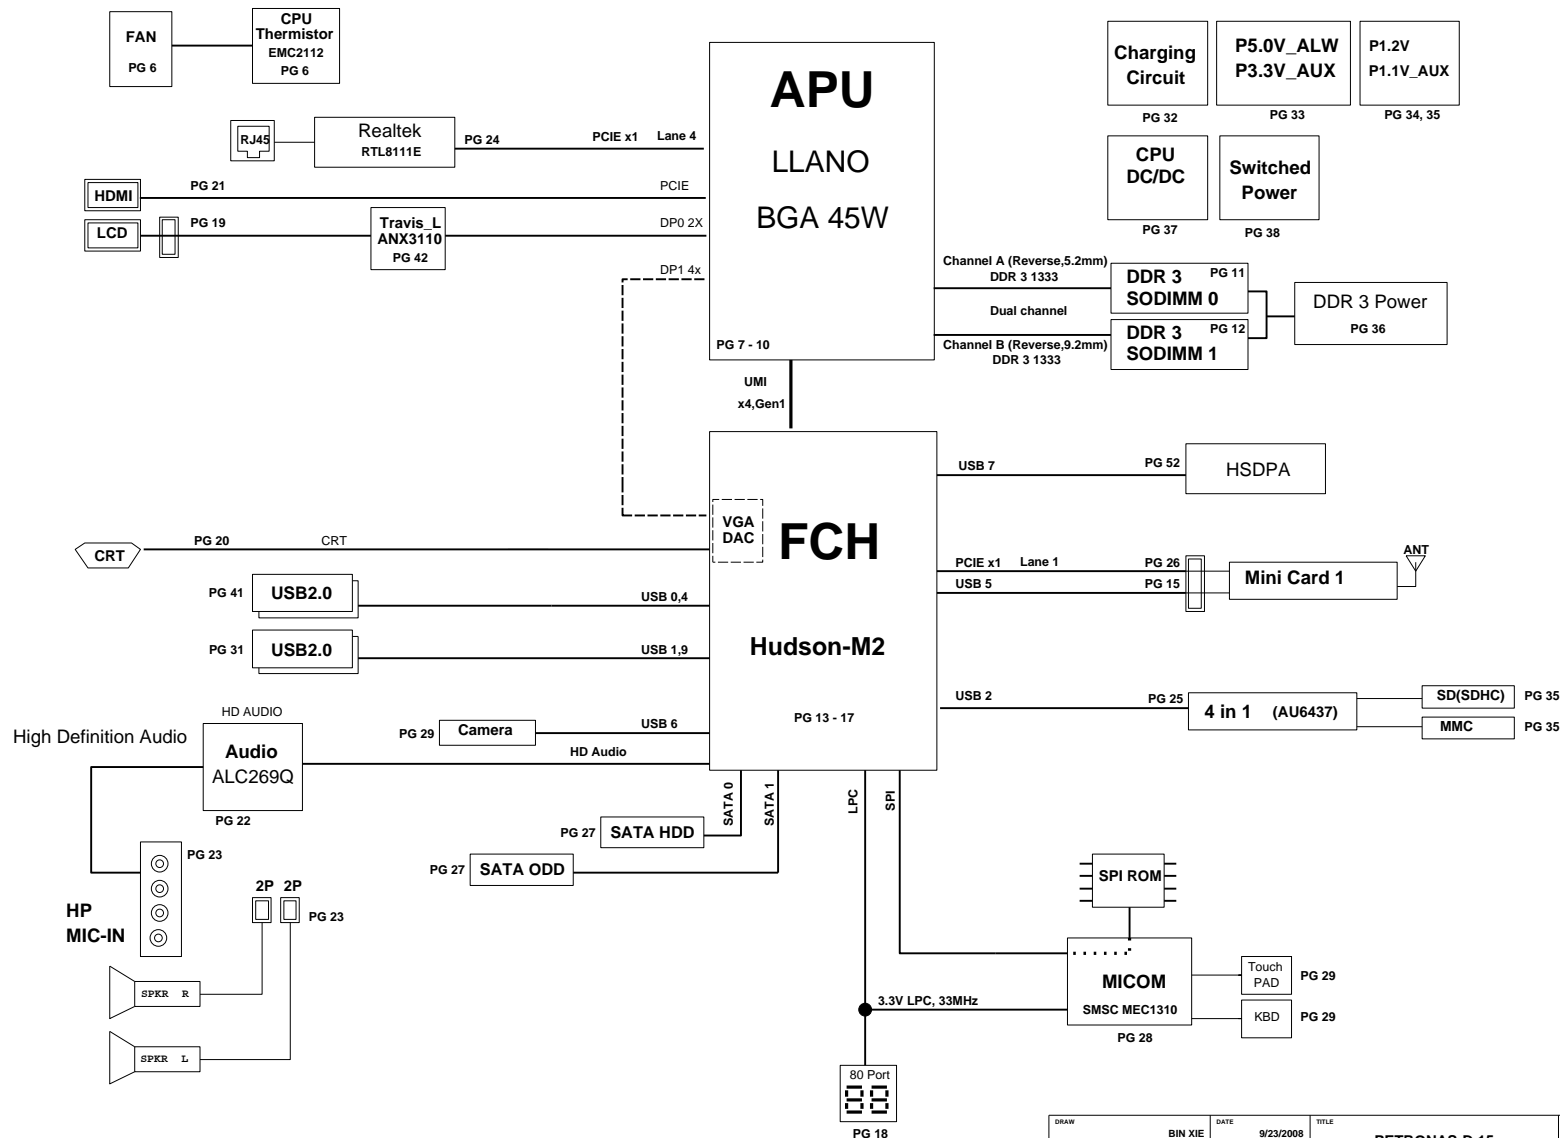 FAN
PG 6
CPU
Thermistor
EMC2112
PG 6
APU
LLANO
BGA 45W
PG 7 - 10
Charging
Circuit
PG 32
P5.0V_ALW
P3.3V_AUX
PG 33
P1.2V
P1.1V_AUX
PG 34, 35
CPU
DC/DC
PG 37
Switched
Power
PG 38
RJ45
Realtek
RTL8111E
PG 24
PCIE x1 Lane 4
HDMI
PG 21
PCIE
LCD
PG 19
Travis_L
ANX3110
PG 42
DP0 2X
DP1 4x
Channel A (Reverse,5.2mm)
DDR 3 1333
Dual channel
Channel B (Reverse,9.2mm)
DDR 3 1333
DDR 3 PG 11
SODIMM 0
DDR 3 PG 12
SODIMM 1
DDR 3 Power
PG 36
UMI
x4,Gen1
FCH
Hudson-M2
PG 13 - 17
VGA
DAC
CRT
PG 20
CRT
PG 41
USB2.0
USB 0,4
PG 31
USB2.0
USB 1,9
PG 29
Camera
USB 6
HD Audio
HD AUDIO
High Definition Audio
Audio
ALC269Q
PG 22
PG 23
HP
MIC-IN
2P 2P
PG 23
SPKR R
SPKR L
SATA 0
SATA 1
LPC
SPI
PG 27
SATA HDD
PG 27
SATA ODD
USB 7
PG 52
HSDPA
PCIE x1 Lane 1
PG 26
USB 5
PG 15
Mini Card 1
ANT
USB 2
PG 25
4 in 1 (AU6437)
SD(SDHC)
PG 35
MMC
PG 35
SPI ROM
MICOM
SMSC MEC1310
PG 28
Touch
PAD
PG 29
KBD
PG 29
3.3V LPC, 33MHz
80 Port
88
PG 18
DRAW
BIN XIE
DATE
9/23/2008
TITLE